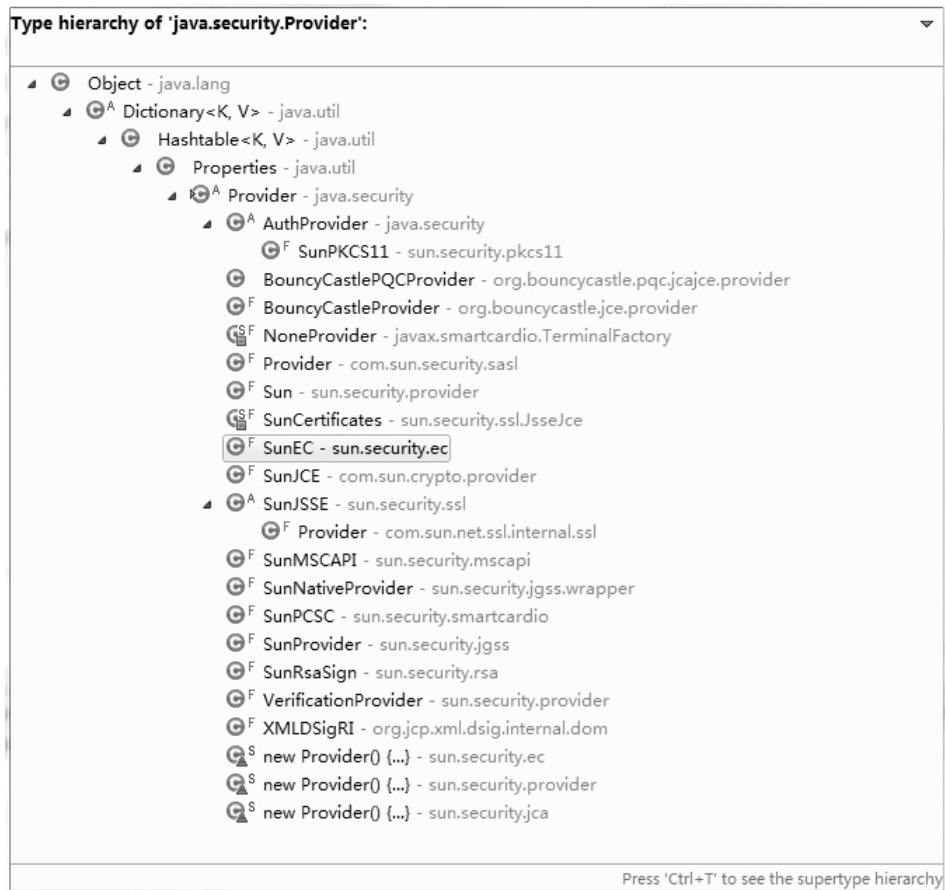 Type hierarchy of 'java.security.Provider':
Object - java.lang
A Dictionary<K, V> - java.util
Hashtable<K, V> - java.util
Properties - java.util
A Provider - java.security
A AuthProvider - java.security
F SunPKCS11 - sun.security.pkcs11
BouncyCastlePQCProvider - org.bouncycastle.pqc.jcajce.provider
F BouncyCastleProvider - org.bouncycastle.jce.provider
S F NoneProvider - javax.smartcardio.TerminalFactory
F Provider - com.sun.security.sasl
F Sun - sun.security.provider
S F SunCertificates - sun.security.ssl.JsseJce
F SunEC - sun.security.ec
F SunJCE - com.sun.crypto.provider
A SunJSSE - sun.security.ssl
F Provider - com.sun.net.ssl.internal.ssl
F SunMSCAPI - sun.security.mscapi
F SunNativeProvider - sun.security.jgss.wrapper
F SunPCSC - sun.security.smartcardio
F SunProvider - sun.security.jgss
F SunRsaSign - sun.security.rsa
F VerificationProvider - sun.security.provider
F XMLDSigRI - org.jcp.xml.dsig.internal.dom
S new Provider() {...} - sun.security.ec
S new Provider() {...} - sun.security.provider
S new Provider() {...} - sun.security.jca
Press 'Ctrl+T' to see the supertype hierarchy